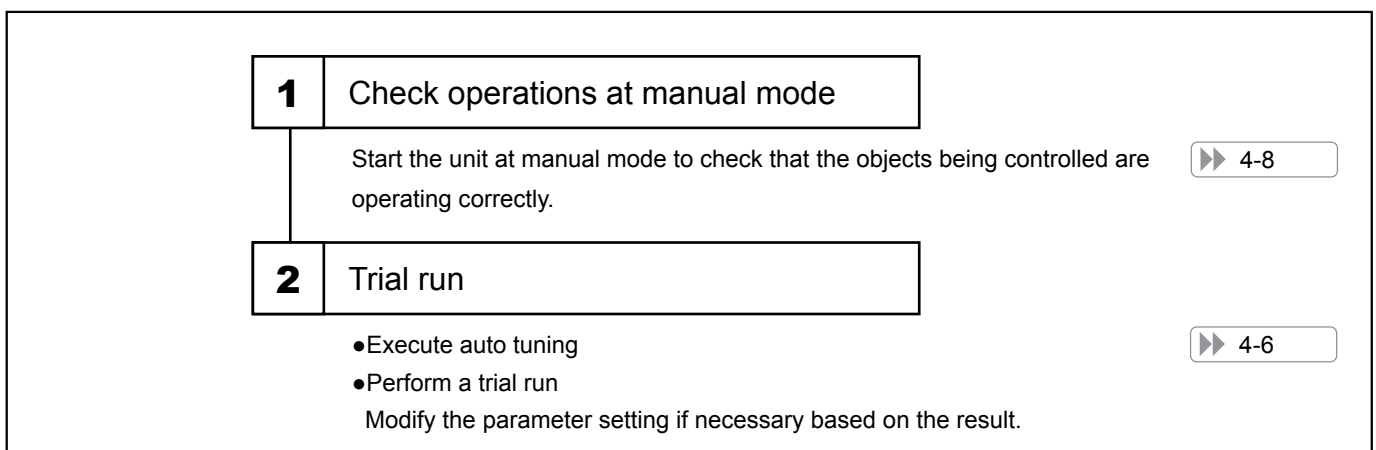 1 Check operations at manual mode
Start the unit at manual mode to check that the objects being controlled are
operating correctly.
4-8
2 Trial run
●Execute auto tuning
4-6
●Perform a trial run
Modify the parameter setting if necessary based on the result.